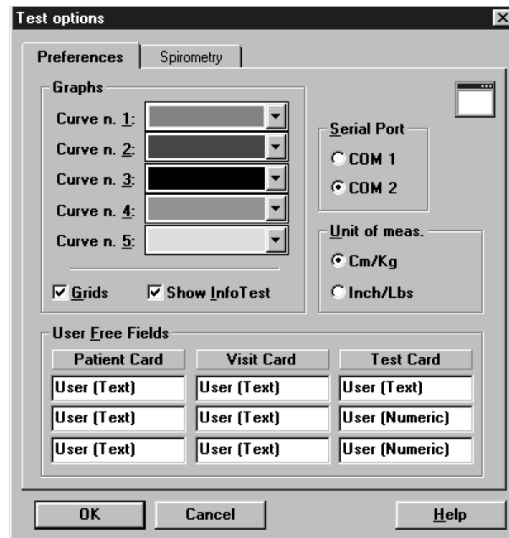 Test options
Preferences
Spirometry
Graphs
Curve n. 1:
Curve n. 2:
Curve n. 3:
Curve n. 4:
Curve n. 5:
Grids
Show InfoTest
Serial Port
COM 1
COM 2
Unit of meas.
Cm/Kg
Inch/Lbs
User Free Fields
Patient Card Visit Card Test Card
User (Text) User (Text) User (Text)
User (Text) User (Text) User (Numeric)
User (Text) User (Text) User (Numeric)
OK Cancel Help